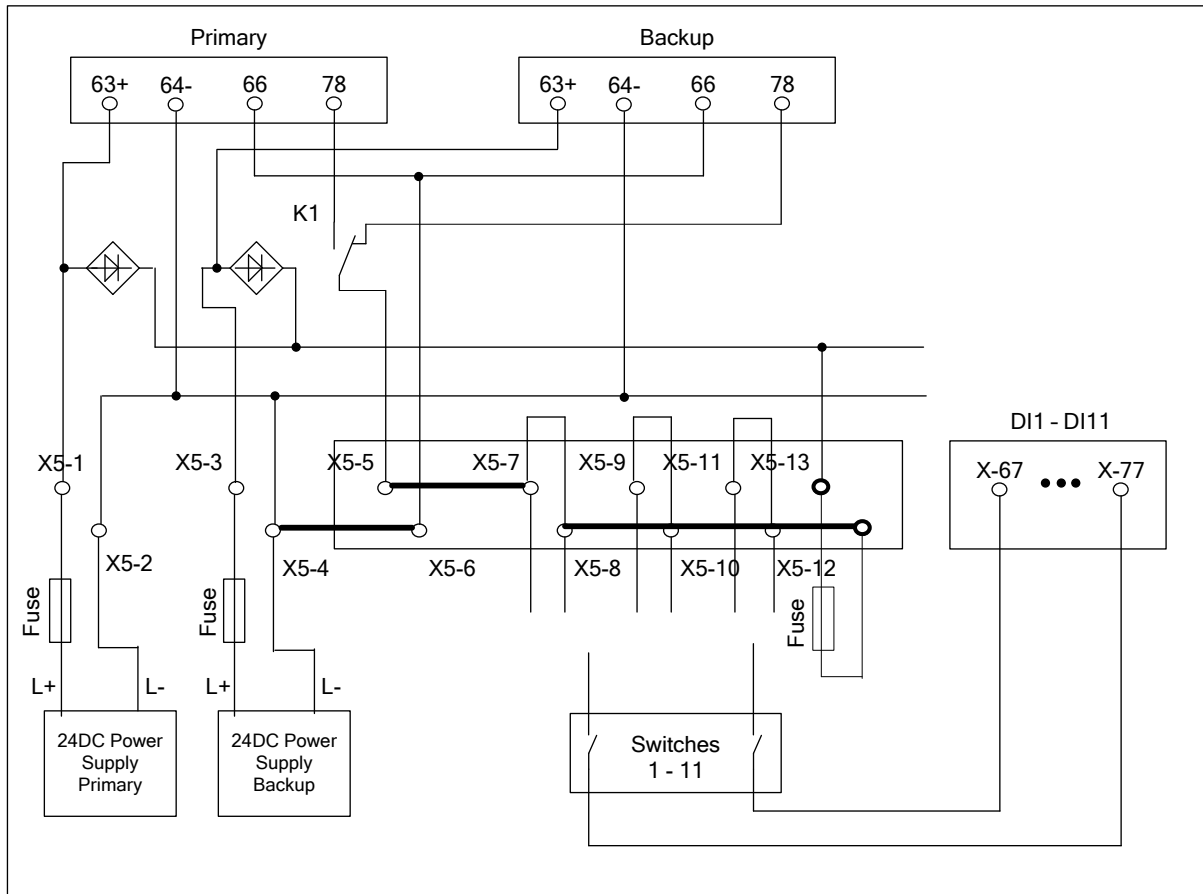 Primary
Backup
63+ 64- 66 78
63+ 64- 66 78
K1
DI1 - DI11
X5-1
X5-3
X5-5
X5-7
X5-9
X5-11
X5-13
X-67
X-77
X5-2
X5-4
X5-6
X5-8
X5-10
X5-12
Fuse
Fuse
Fuse
L+
L-
L+
L-
24DC Power
Supply
Primary
24DC Power
Supply
Backup
Switches
1 - 11